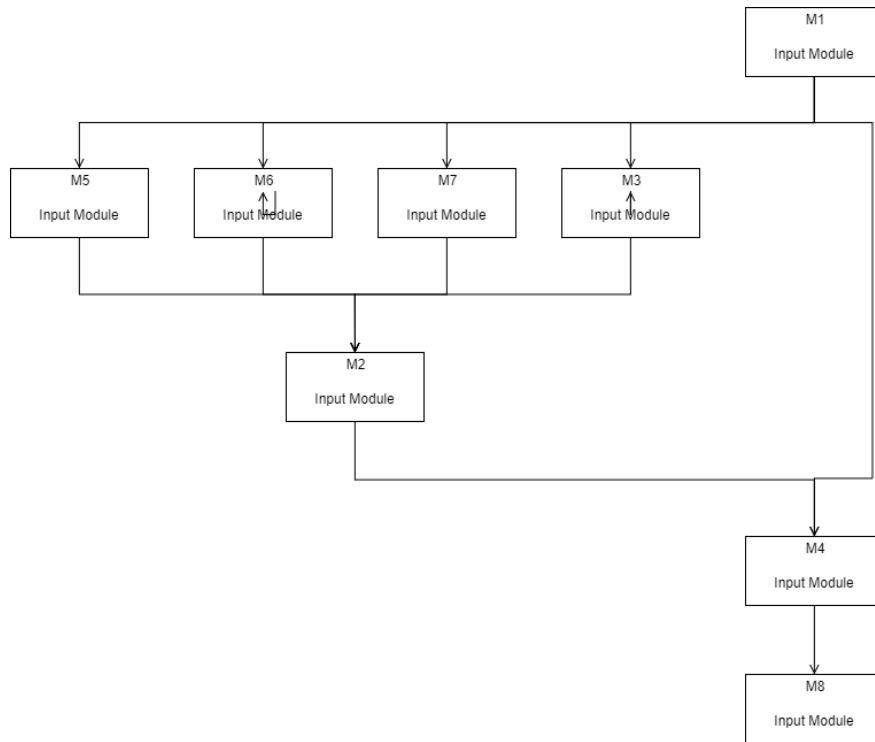 M1
Input Module
M5
Input Module
M6
Input Module
M7
Input Module
M3
Input Module
M2
Input Module
M4
Input Module
M8
Input Module